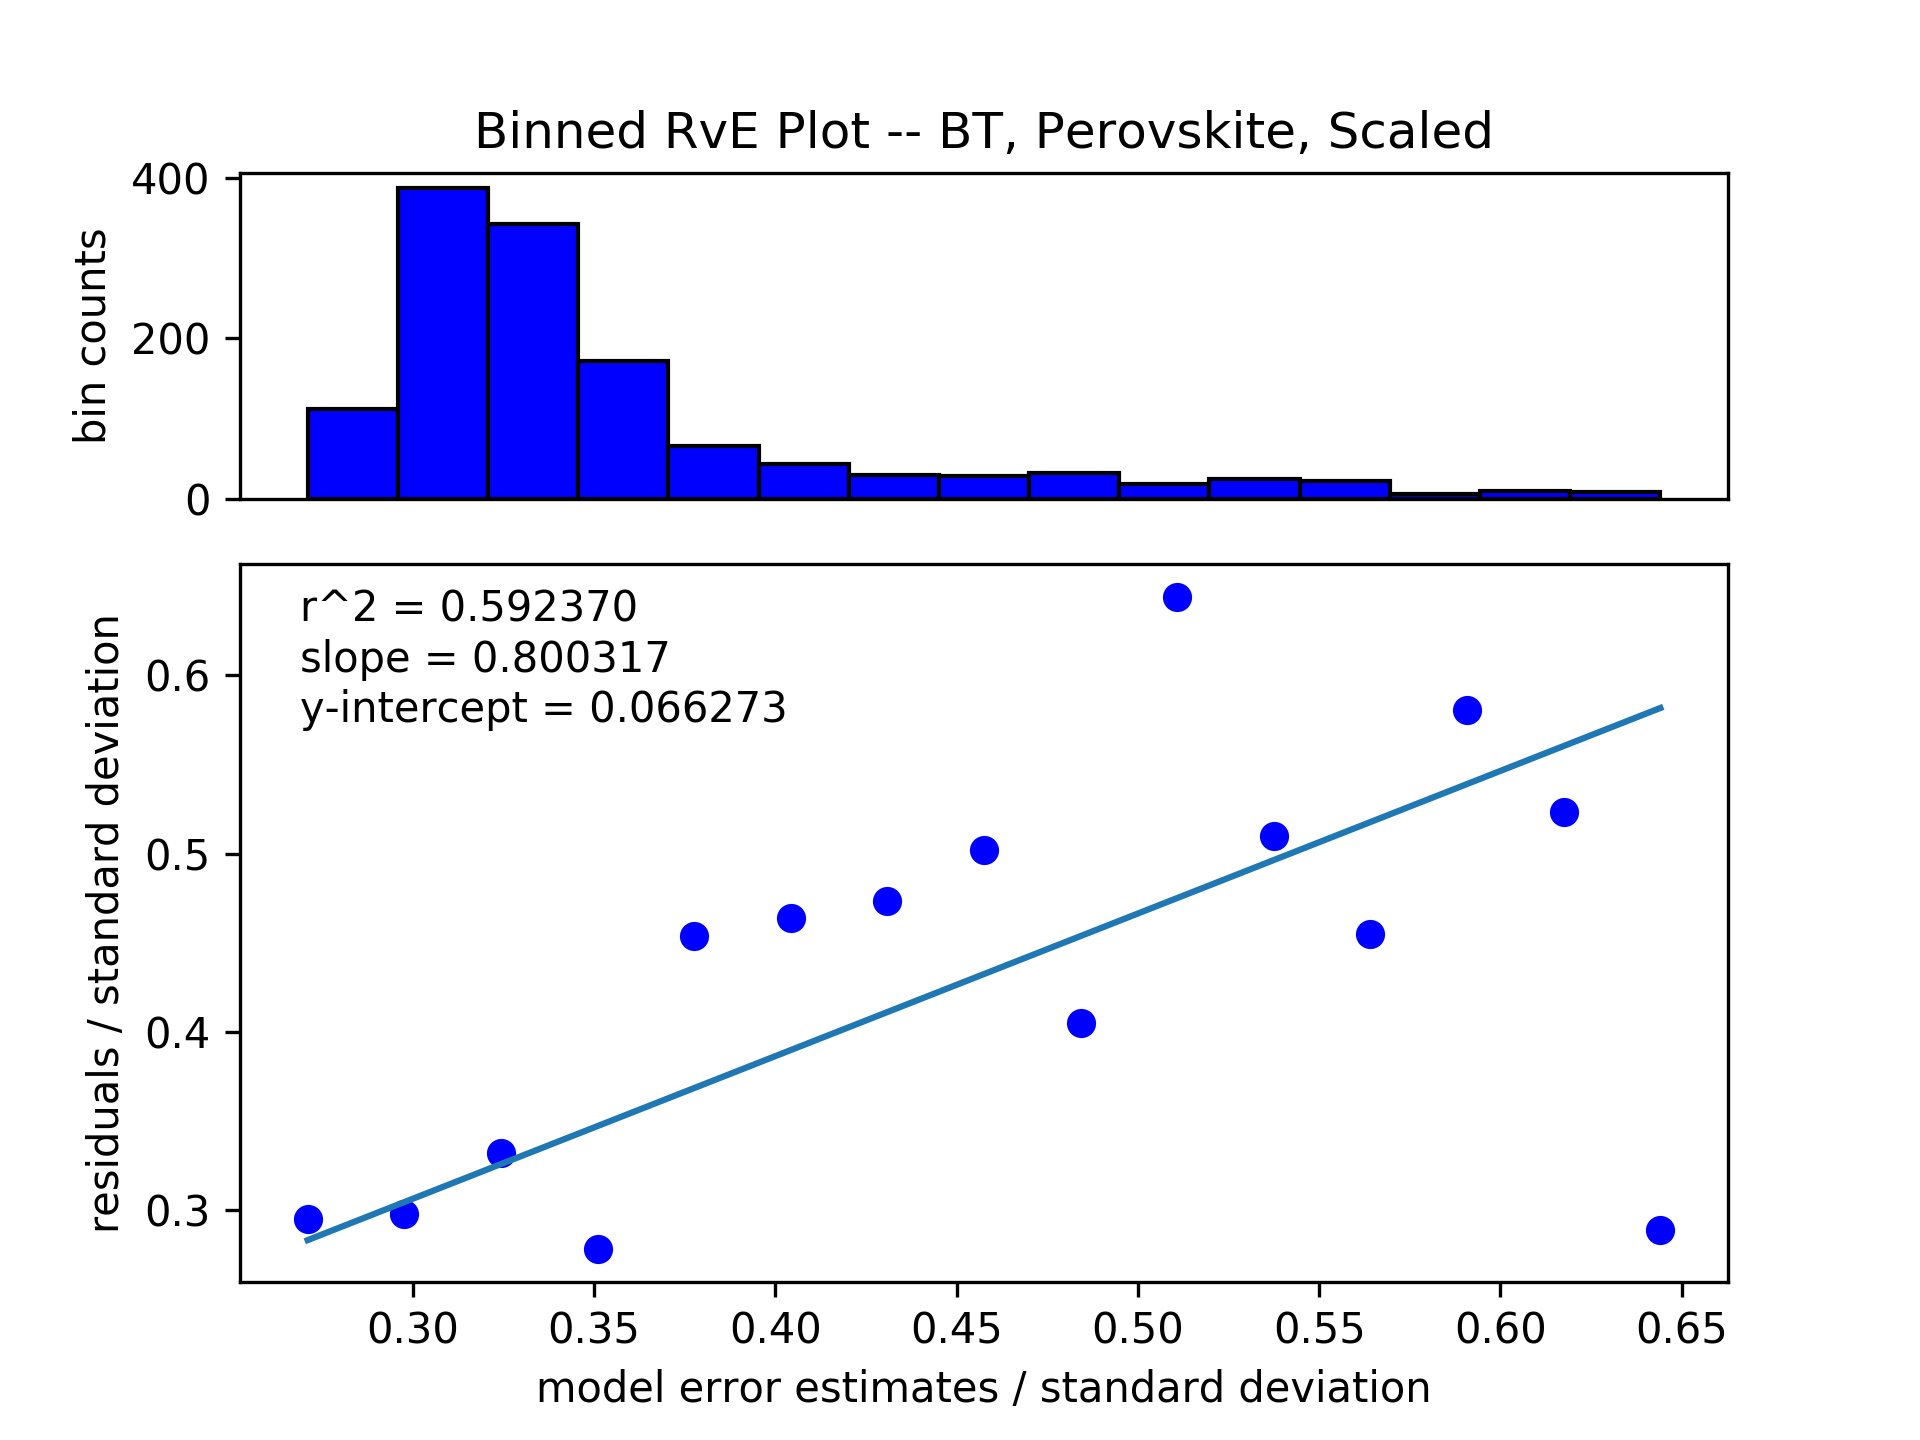 Binned RvE Plot -- BT, Perovskite, Scaled
bin counts
400
200
0
r^2 = 0.592370
slope = 0.800317
y-intercept = 0.066273
residuals / standard deviation
0.6
0.5
0.4
0.3
0.30 0.35 0.40 0.45 0.50 0.55 0.60 0.65
model error estimates / standard deviation